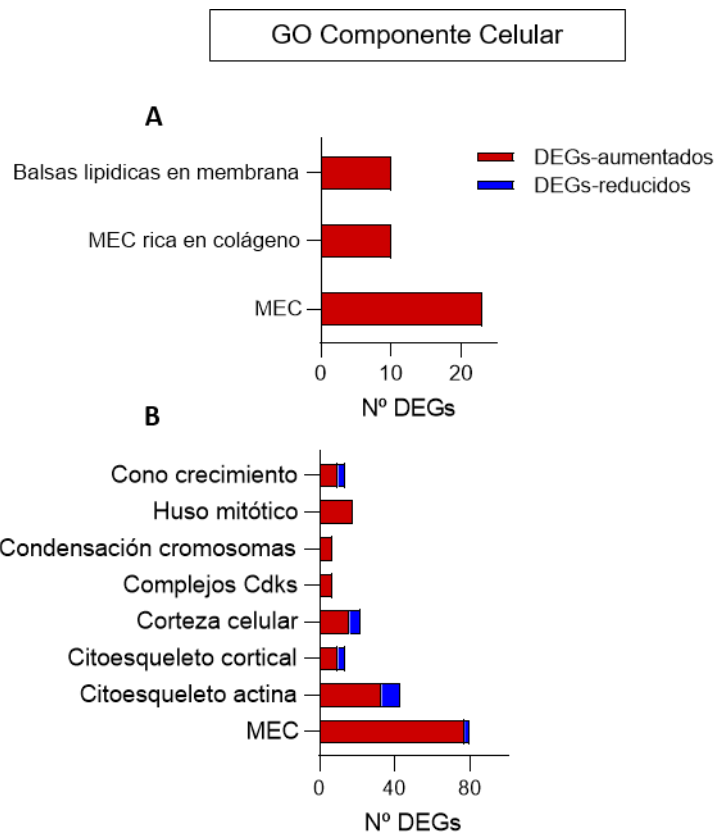 GO Componente Celular
A
DEGs-aumentados
DEGs-reducidos
Balsas lipidicas en membrana
MEC rica en colágeno
MEC
0 10 20
Nº DEGs
B
Cono crecimiento
Huso mitótico
Condensación cromosomas
Complejos Cdks
Corteza celular
Citoesqueleto cortical
Citoesqueleto actina
MEC
0 40 80
Nº DEGs